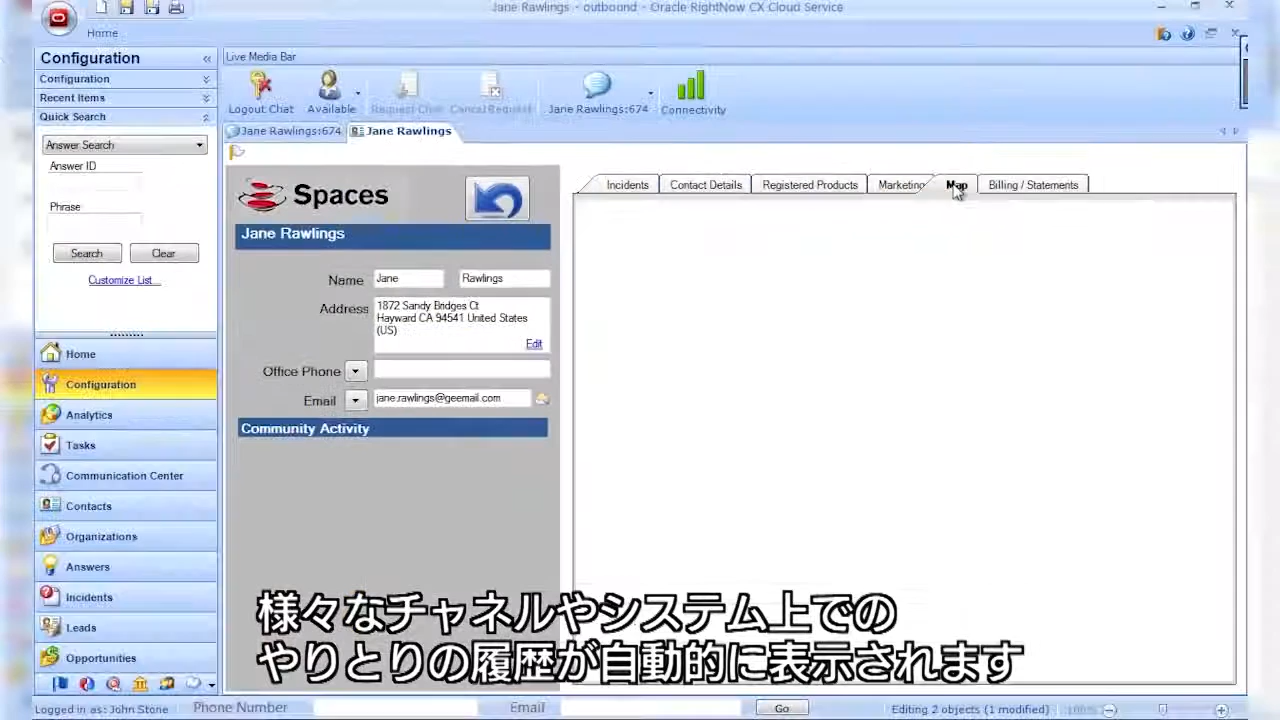 Jane Rawlings - outbound - Oracle RightNow CX Cloud Service
Home
Configuration
Configuration
Recent Items
Quick Search
Answer Search
Answer ID
Phrase
Search
Clear
Customize List...
Home
Configuration
Analytics
Tasks
Communication Center
Contacts
Organizations
Answers
Incidents
Leads
Opportunities
Live Media Bar
Logout Chat
Available
Request Chat
Cancel Request
Jane Rawlings:674
Connectivity
Jane Rawlings:674
Jane Rawlings
Spaces
Jane Rawlings
Name
Jane
Rawlings
Address
1872 Sandy Bridges Ct
Hayward CA 94541 United States
(US)
Edit
Office Phone
Email
jane.rawlings@geemail.com
Community Activity
Incidents
Contact Details
Registered Products
Marketing
Map
Billing / Statements
様々なチャネルやシステム上での
やりとりの履歴が自動的に表示されます
Logged in as: John Stone
Phone Number
Email
Go
Editing 2 objects (1 modified)
100%